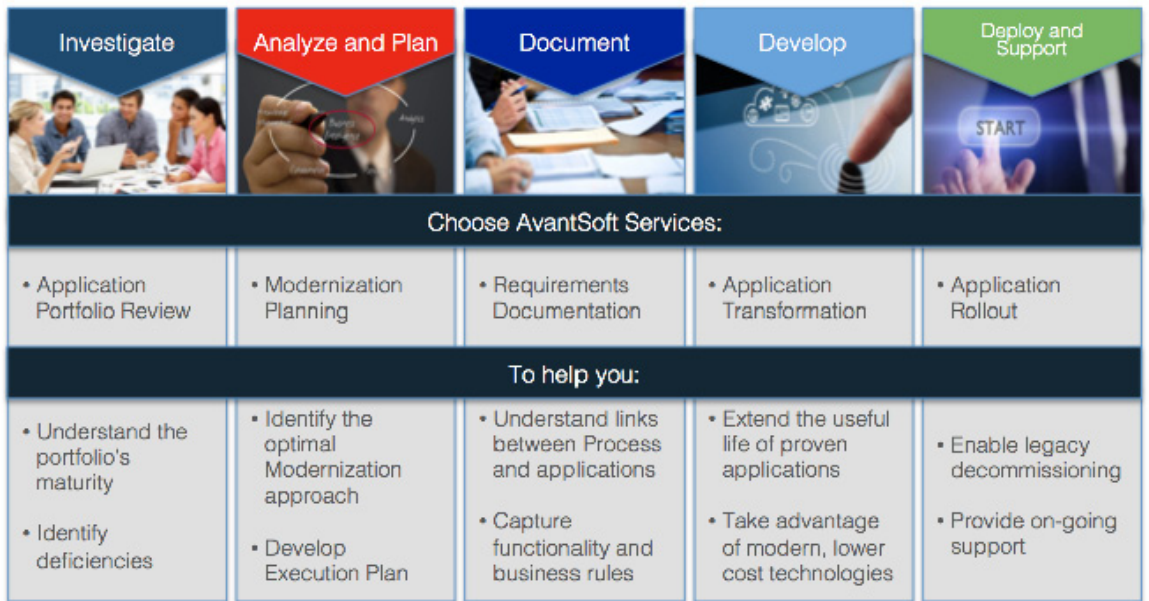 Investigate
Analyze and Plan
Document
Develop
Deploy and
Support
Analysis
START
Choose AvantSoft Services:
• Application
Portfolio Review
• Modernization
Planning
• Requirements
Documentation
• Application
Transformation
• Application
Rollout
To help you:
• Understand the
portfolio's
maturity
• Identify
deficiencies
• Identify the
optimal
Modernization
approach
• Develop
Execution Plan
• Understand links
between Process
and applications
• Capture
functionality and
business rules
• Extend the useful
life of proven
applications
• Take advantage
of modern, lower
cost technologies
• Enable legacy
decommissioning
• Provide on-going
support